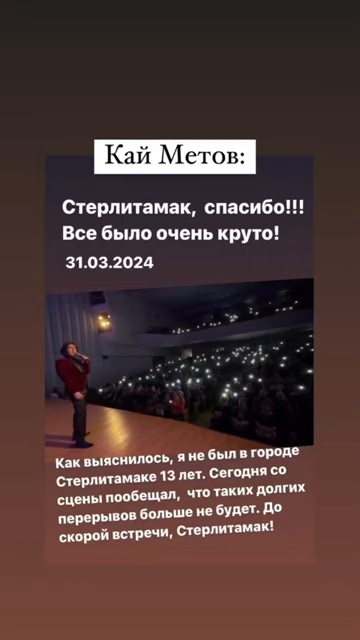 Кай Метов:
Стерлитамак, спасибо!!!
Все было очень круто!
31.03.2024
Как выяснилось, я не был в городе
Стерлитамаке 13 лет. Сегодня со
сцены пообещал, что таких долгих
перерывов больше не будет. До
скорой встречи, Стерлитамак!